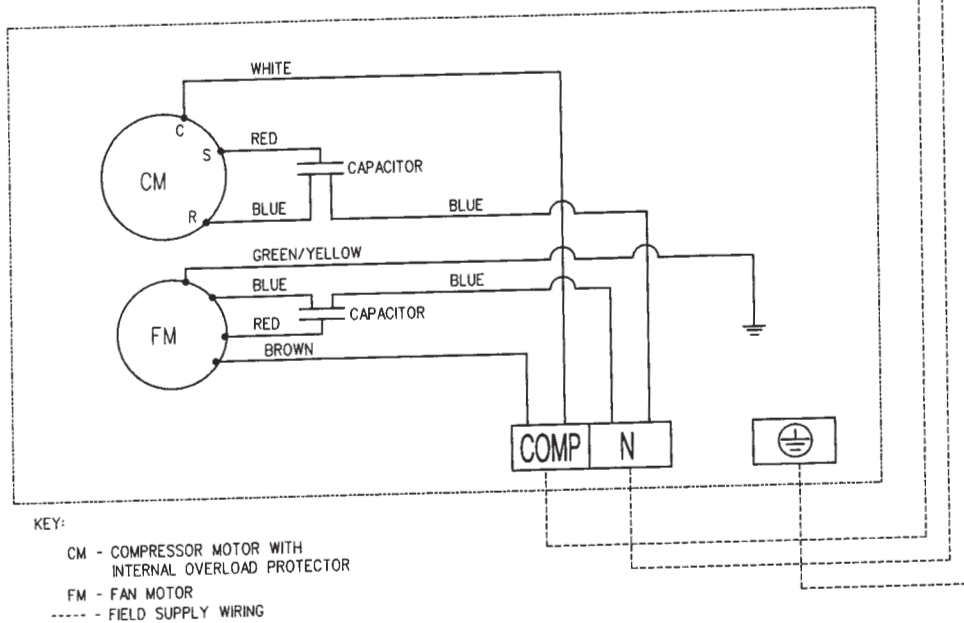 WHITE
C
RED
S
CAPACITOR
CM
R
BLUE
BLUE
GREEN/YELLOW
BLUE
BLUE
CAPACITOR
RED
FM
BROWN
COMP
N
KEY:
CM - COMPRESSOR MOTOR WITH
INTERNAL OVERLOAD PROTECTOR
FM - FAN MOTOR
----- - FIELD SUPPLY WIRING